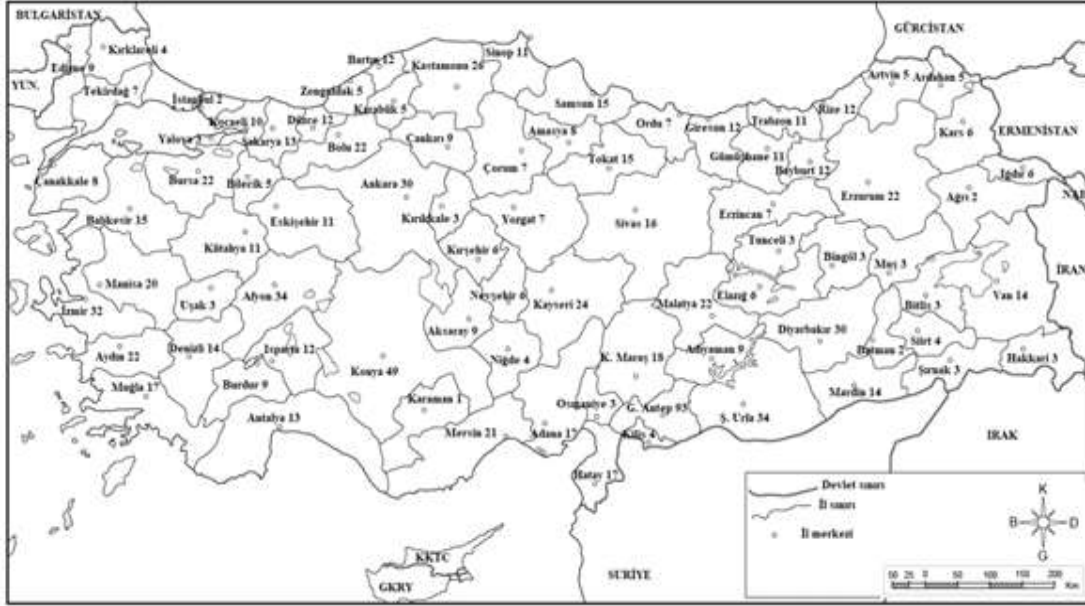 BULGARİSTAN
GÜRCİSTAN
Kırklareli 4
Edirne 9
YUN.
Tekirdağ 7
İstanbul 2
Kocaeli 10
Yalova 3
Sakarya 13
Düzce 12
Zonguldak 5
Bartın 12
Karabük 5
Kastamonu 26
Sinop 11
Samsun 15
Ordu 7
Giresun 12
Trabzon 11
Rize 12
Artvin 5
Ardahan 5
Kars 6
ERMENİSTAN
Iğdır 6
NAH
Ağrı 2
Çanakkale 8
Bursa 22
Bilecik 5
Bolu 22
Çankırı 9
Çorum 7
Amasya 8
Tokat 15
Gümüşhane 11
Bayburt 12
Erzurum 22
Balıkesir 15
Kütahya 11
Eskişehir 11
Ankara 30
Kırıkkale 3
Yozgat 7
Sivas 16
Erzincan 7
Tunceli 3
Bingöl 3
Muş 3
İRAN
Manisa 20
İzmir 32
Uşak 3
Afyon 34
Kırşehir 6
Nevşehir 6
Kayseri 24
Malatya 22
Elazığ 6
Bitlis 3
Van 14
Aydın 22
Denizli 14
Isparta 12
Aksaray 9
Niğde 4
K. Maraş 18
Adıyaman 9
Diyarbakır 30
Batman 2
Siirt 4
Hakkari 3
Şırnak 3
Muğla 17
Burdur 9
Konya 49
Karaman 1
Osmaniye 3
G. Antep 93
Ş. Urfa 34
Mardin 14
Antalya 13
Mersin 21
Kilis 4
Hatay 17
IRAK
SURİYE
KKTC
GKRY
Devlet sınırı
İl sınırı
İl merkezi
K
B
D
G
50 25 0 50 100 150 200
Km